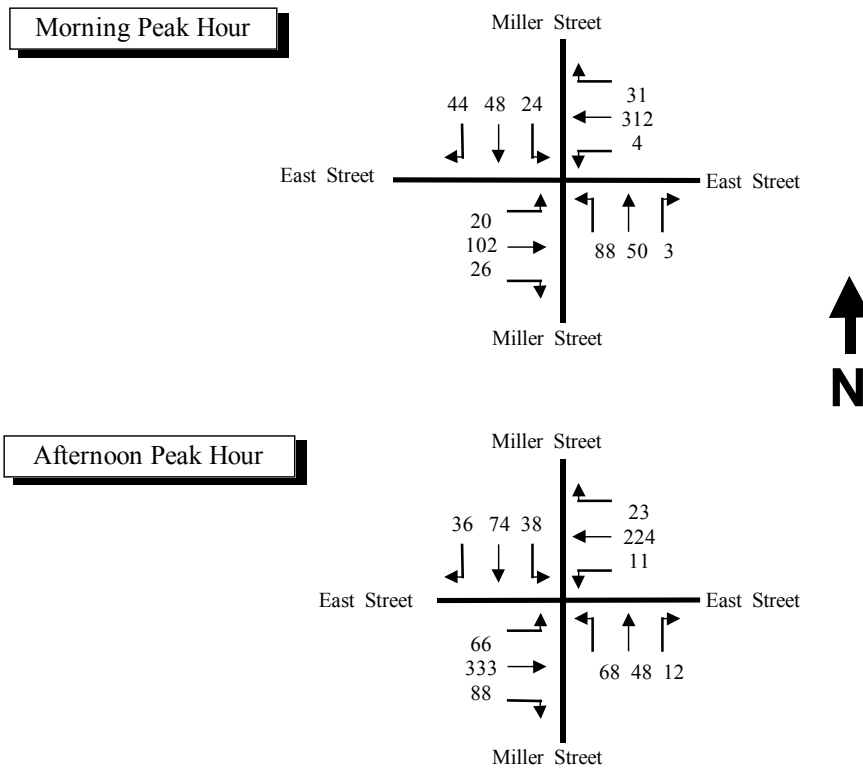 Morning Peak Hour
Miller Street
44 48 24
31
312
4
East Street
East Street
20
102
26
88 50 3
Miller Street
N
Afternoon Peak Hour
Miller Street
36 74 38
23
224
11
East Street
East Street
66
333
88
68 48 12
Miller Street